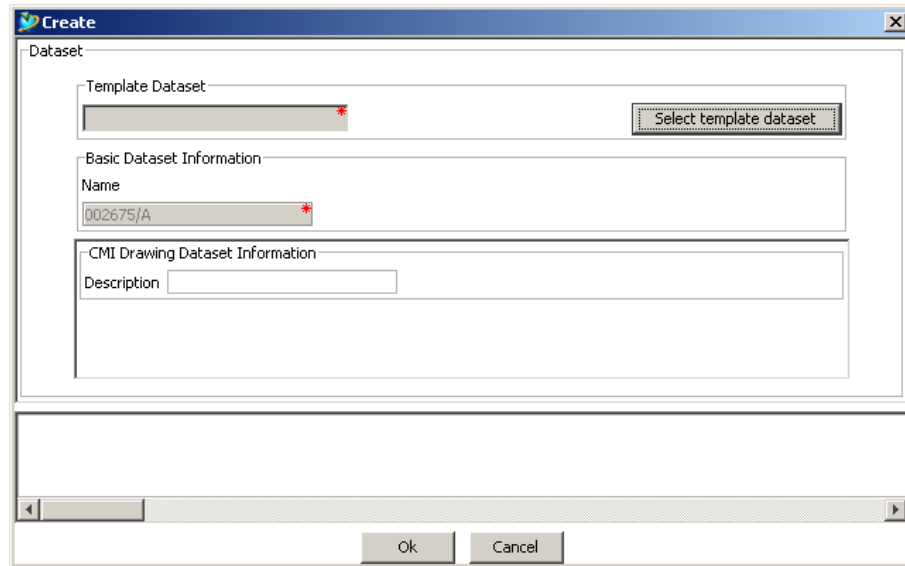 Create
Dataset
Template Dataset
* Select template dataset
Basic Dataset Information
Name
002675/A *
CMI Drawing Dataset Information
Description
Ok Cancel